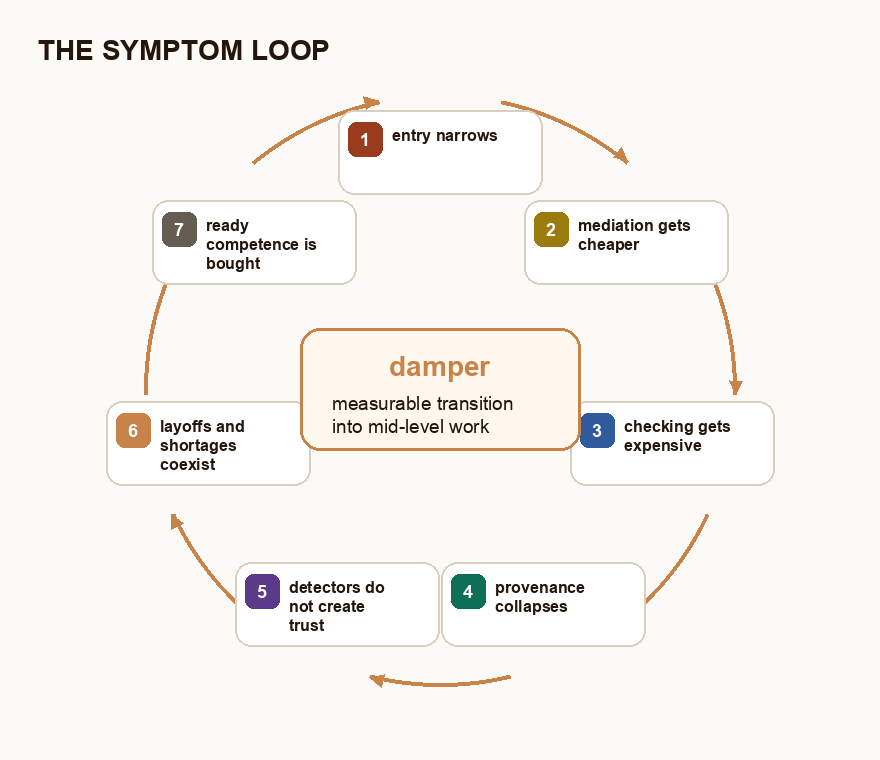 THE SYMPTOM LOOP
1
entry narrows
2
mediation gets
cheaper
3
checking gets
expensive
4
provenance
collapses
5
detectors do
not create
trust
6
layoffs and
shortages
coexist
7
ready
competence is
bought
damper
measurable transition
into mid-level work